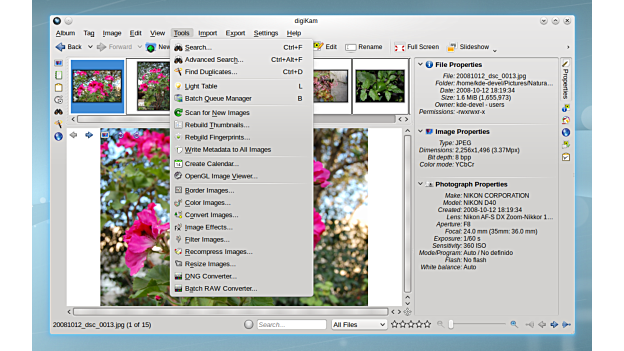 digiKam
Album Tag Image Edit View Tools Import Export Settings Help
Back Forward New Edit Rename Full Screen Slideshow
Search... Ctrl+F
Advanced Search... Ctrl+Alt+F
Find Duplicates... Ctrl+D
Light Table L
Batch Queue Manager B
Scan for New Images
Rebuild Thumbnails...
Rebuild Fingerprints...
Write Metadata to All Images
Create Calendar...
OpenGL Image Viewer...
Border Images...
Color Images...
Convert Images...
Image Effects...
Filter Images...
Recompress Images...
Resize Images...
DNG Converter...
Batch RAW Converter...
File Properties
File: 20081012_dsc_0013.jpg
Folder: /home/kde-devel/Pictures/Natura...
Date: 2008-10-12 18:19:34
Size: 1.6 MiB (1,655,973)
Owner: kde-devel - users
Permissions: -rwxrwxr-x
Image Properties
Type: JPEG
Dimensions: 2,256x1,496 (3.37Mpx)
Bit depth: 8 bpp
Color mode: YCbCr
Photograph Properties
Make: NIKON CORPORATION
Model: NIKON D40
Created: 2008-10-12 18:19:34
Lens: Nikon AF-S DX Zoom-Nikkor 1...
Aperture: F8
Focal: 24.0 mm (35mm: 36.0 mm)
Exposure: 1/60 s
Sensitivity: 360 ISO
Mode/Program: Auto / No definido
Flash: No flash
White balance: Auto
Properties
20081012_dsc_0013.jpg (1 of 15) Search... All Files